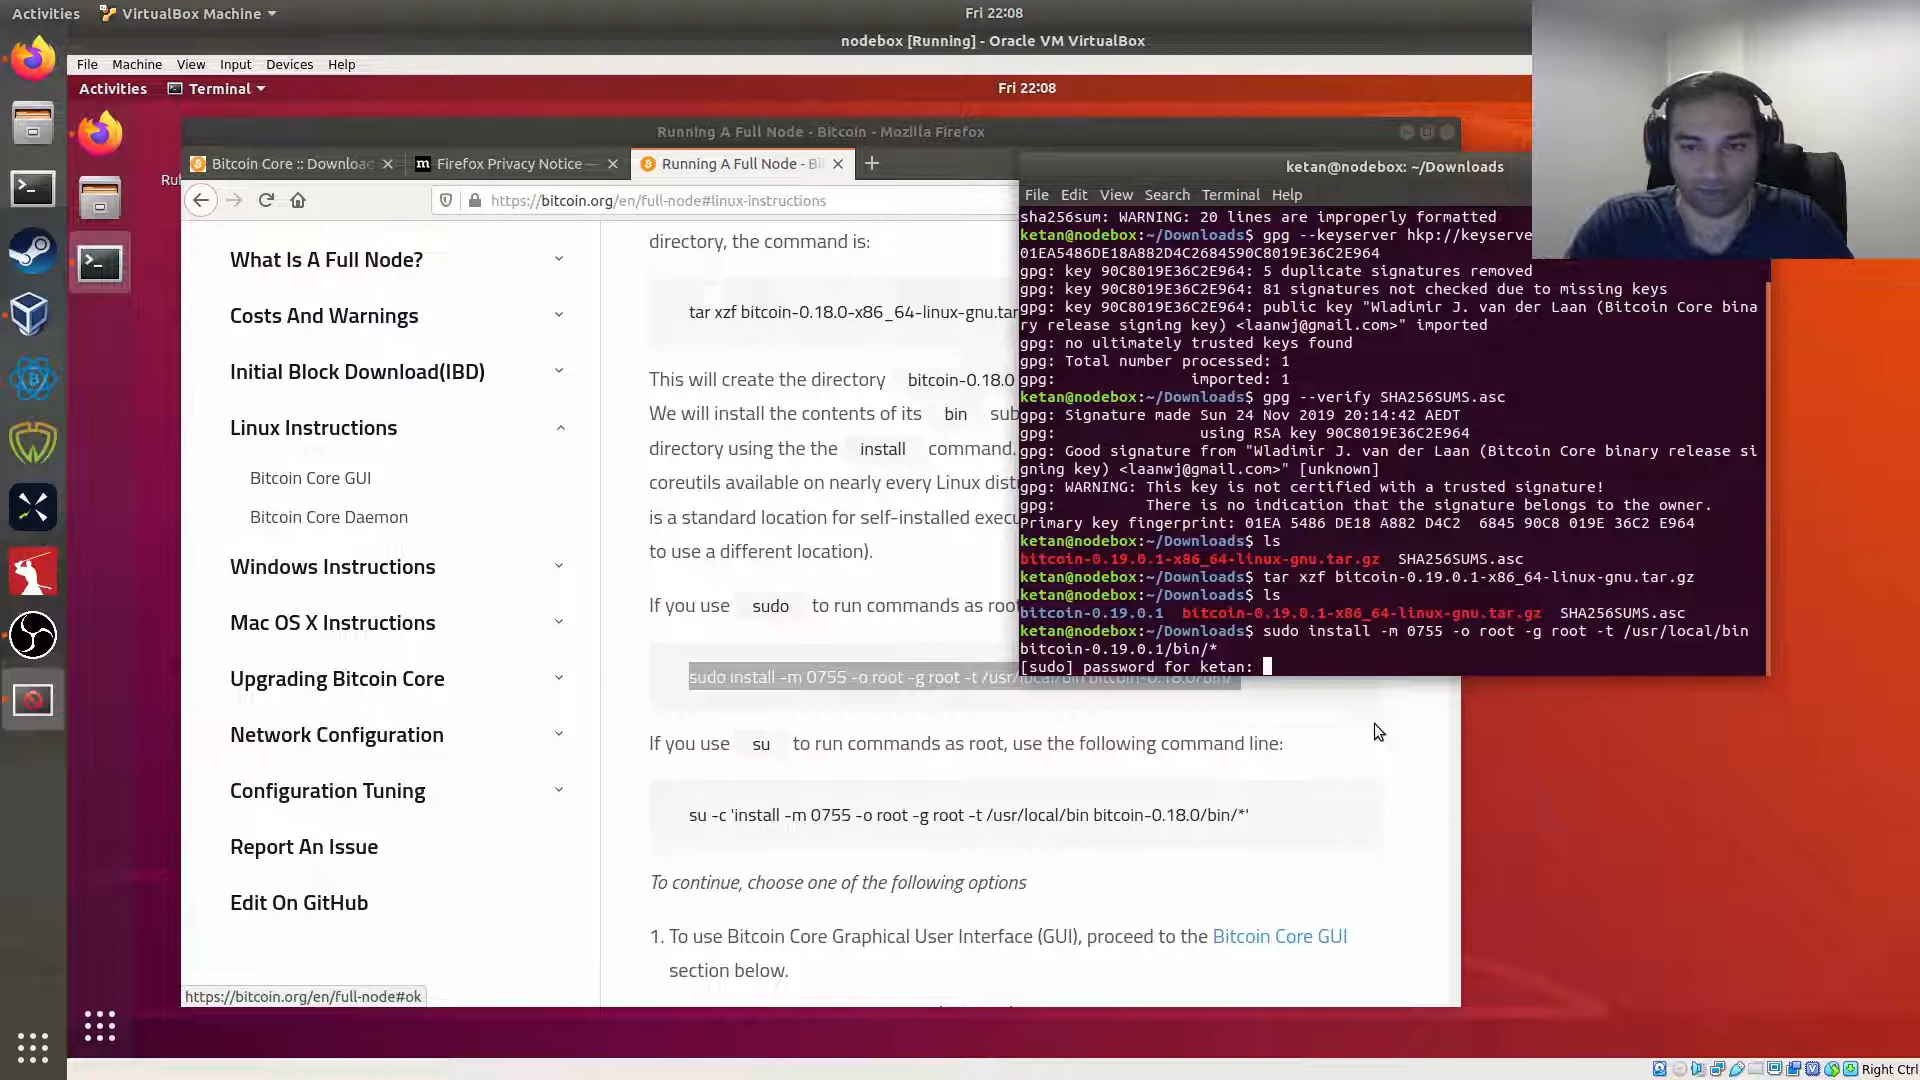 Activities
VirtualBox Machine
Fri 22:08
nodebox [Running] - Oracle VM VirtualBox
File Machine View Input Devices Help
Activities
Terminal
Fri 22:08
Running A Full Node - Bitcoin - Mozilla Firefox
Bitcoin Core :: Downloa
Firefox Privacy Notice
Running A Full Node - Bi
https://bitcoin.org/en/full-node#linux-instructions
What Is A Full Node?
Costs And Warnings
Initial Block Download(IBD)
Linux Instructions
Bitcoin Core GUI
Bitcoin Core Daemon
Windows Instructions
Mac OS X Instructions
Upgrading Bitcoin Core
Network Configuration
Configuration Tuning
Report An Issue
Edit On GitHub
https://bitcoin.org/en/full-node#ok
directory, the command is:
tar xzf bitcoin-0.18.0-x86_64-linux-gnu.tar
This will create the directory bitcoin-0.18.0
We will install the contents of its bin sub
directory using the the install command.
coreutils available on nearly every Linux dist
is a standard location for self-installed execu
to use a different location).
If you use sudo to run commands as root
sudo install -m 0755 -o root -g root -t /usr/local/bin bitcoin-0.18.0/bin/*
If you use su to run commands as root, use the following command line:
su -c 'install -m 0755 -o root -g root -t /usr/local/bin bitcoin-0.18.0/bin/*'
To continue, choose one of the following options
1. To use Bitcoin Core Graphical User Interface (GUI), proceed to the Bitcoin Core GUI
section below.
ketan@nodebox: ~/Downloads
File Edit View Search Terminal Help
sha256sum: WARNING: 20 lines are improperly formatted
ketan@nodebox:~/Downloads$ gpg --keyserver hkp://keyserve
01EA5486DE18A882D4C2684590C8019E36C2E964
gpg: key 90C8019E36C2E964: 5 duplicate signatures removed
gpg: key 90C8019E36C2E964: 81 signatures not checked due to missing keys
gpg: key 90C8019E36C2E964: public key "Wladimir J. van der Laan (Bitcoin Core bina
ry release signing key) <laanwj@gmail.com>" imported
gpg: no ultimately trusted keys found
gpg: Total number processed: 1
gpg: imported: 1
ketan@nodebox:~/Downloads$ gpg --verify SHA256SUMS.asc
gpg: Signature made Sun 24 Nov 2019 20:14:42 AEDT
gpg: using RSA key 90C8019E36C2E964
gpg: Good signature from "Wladimir J. van der Laan (Bitcoin Core binary release si
gning key) <laanwj@gmail.com>" [unknown]
gpg: WARNING: This key is not certified with a trusted signature!
gpg: There is no indication that the signature belongs to the owner.
Primary key fingerprint: 01EA 5486 DE18 A882 D4C2 6845 90C8 019E 36C2 E964
ketan@nodebox:~/Downloads$ ls
bitcoin-0.19.0.1-x86_64-linux-gnu.tar.gz SHA256SUMS.asc
ketan@nodebox:~/Downloads$ tar xzf bitcoin-0.19.0.1-x86_64-linux-gnu.tar.gz
ketan@nodebox:~/Downloads$ ls
bitcoin-0.19.0.1 bitcoin-0.19.0.1-x86_64-linux-gnu.tar.gz SHA256SUMS.asc
ketan@nodebox:~/Downloads$ sudo install -m 0755 -o root -g root -t /usr/local/bin
bitcoin-0.19.0.1/bin/*
[sudo] password for ketan:
Right Ctrl